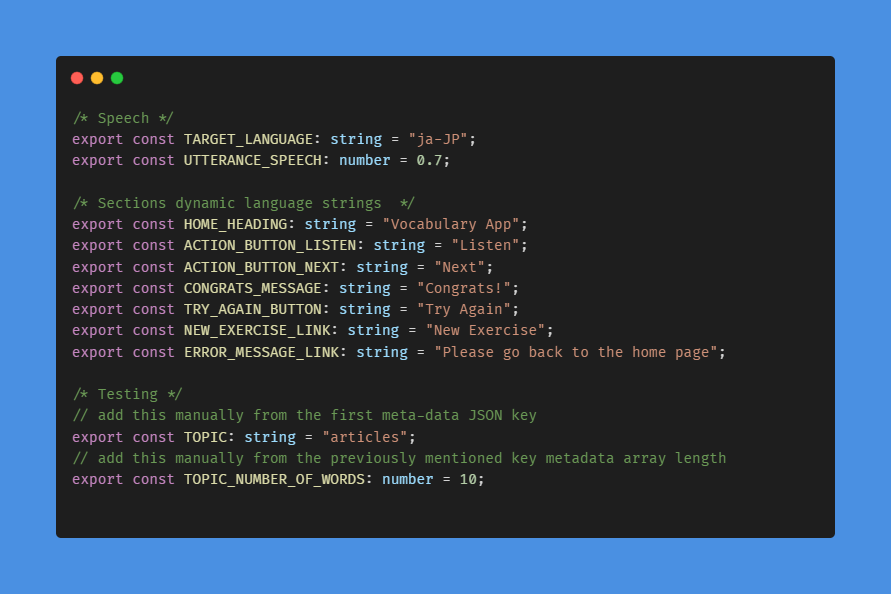 /* Speech */
export const TARGET_LANGUAGE: string = "ja-JP";
export const UTTERANCE_SPEECH: number = 0.7;
/* Sections dynamic language strings  */
export const HOME_HEADING: string = "Vocabulary App";
export const ACTION_BUTTON_LISTEN: string = "Listen";
export const ACTION_BUTTON_NEXT: string = "Next";
export const CONGRATS_MESSAGE: string = "Congrats!";
export const TRY_AGAIN_BUTTON: string = "Try Again";
export const NEW_EXERCISE_LINK: string = "New Exercise";
export const ERROR_MESSAGE_LINK: string = "Please go back to the home page";
/* Testing */
// add this manually from the first meta-data JSON key
export const TOPIC: string = "articles";
// add this manually from the previously mentioned key metadata array length
export const TOPIC_NUMBER_OF_WORDS: number = 10;